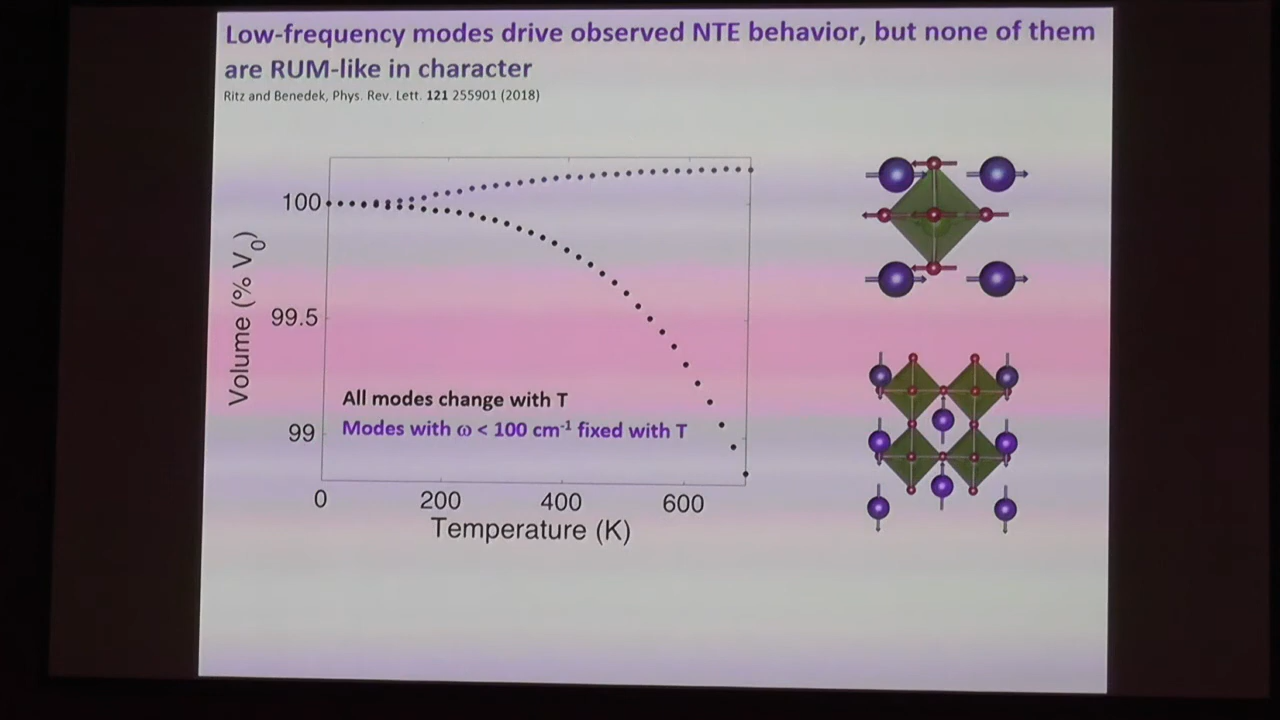 Low-frequency modes drive observed NTE behavior, but none of them
are RUM-like in character
Ritz and Benedek, Phys. Rev. Lett. 121 255901 (2018)
100
99.5
99
Volume (% V0)
All modes change with T
Modes with ω < 100 cm-1 fixed with T
0 200 400 600
Temperature (K)